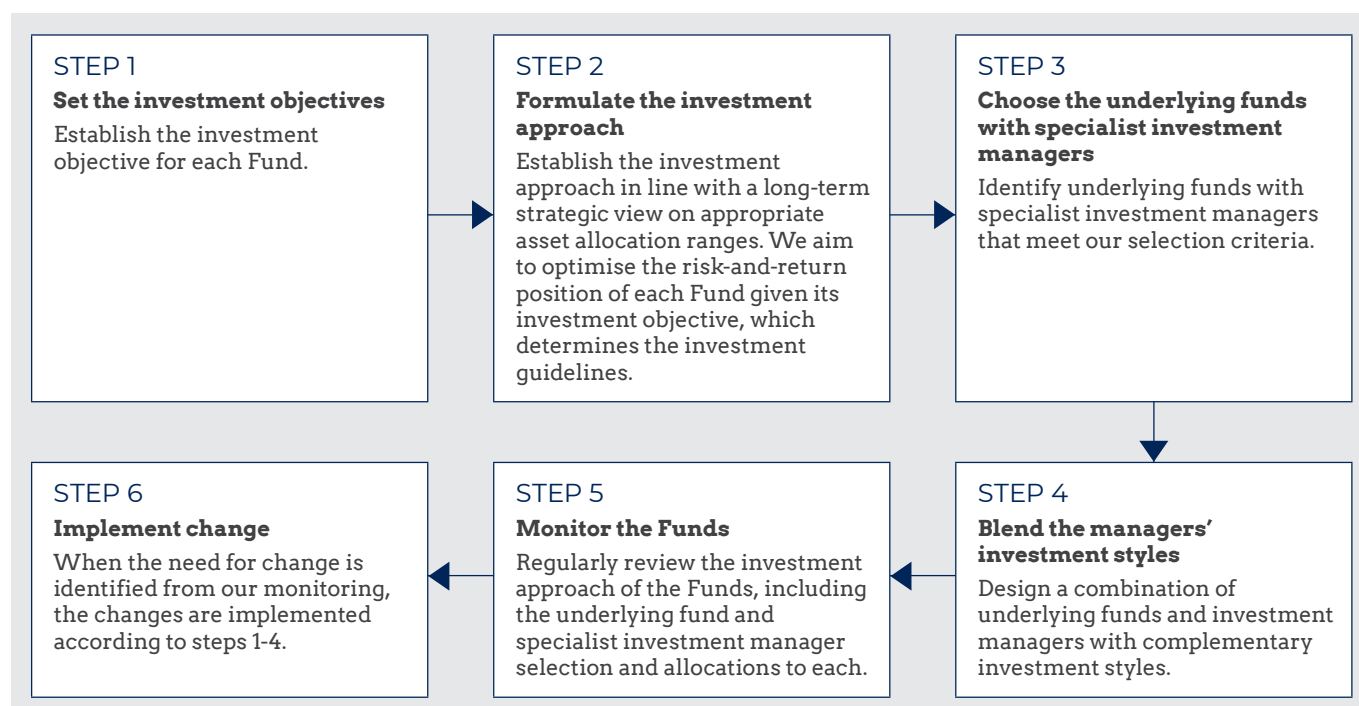 STEP 1
Set the investment objectives
Establish the investment
objective for each Fund.
STEP 2
Formulate the investment
approach
Establish the investment
approach in line with a long-term
strategic view on appropriate
asset allocation ranges. We aim
to optimise the risk-and-return
position of each Fund given its
investment objective, which
determines the investment
guidelines.
STEP 3
Choose the underlying funds
with specialist investment
managers
Identify underlying funds with
specialist investment managers
that meet our selection criteria.
STEP 4
Blend the managers’
investment styles
Design a combination of
underlying funds and investment
managers with complementary
investment styles.
STEP 5
Monitor the Funds
Regularly review the investment
approach of the Funds, including
the underlying fund and
specialist investment manager
selection and allocations to each.
STEP 6
Implement change
When the need for change is
identified from our monitoring,
the changes are implemented
according to steps 1-4.